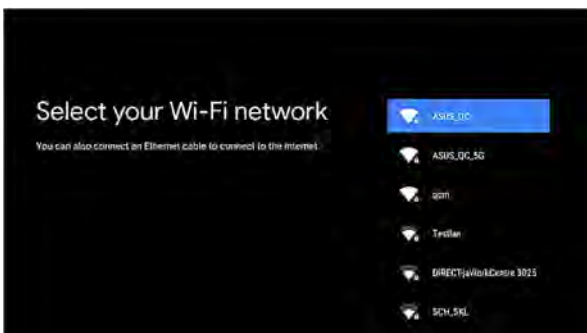 Select your Wi-Fi network
You can also connect an Ethernet cable to connect to the internet.
ASUS_QC
ASUS_QC_5G
Testlan
SCH_SKL